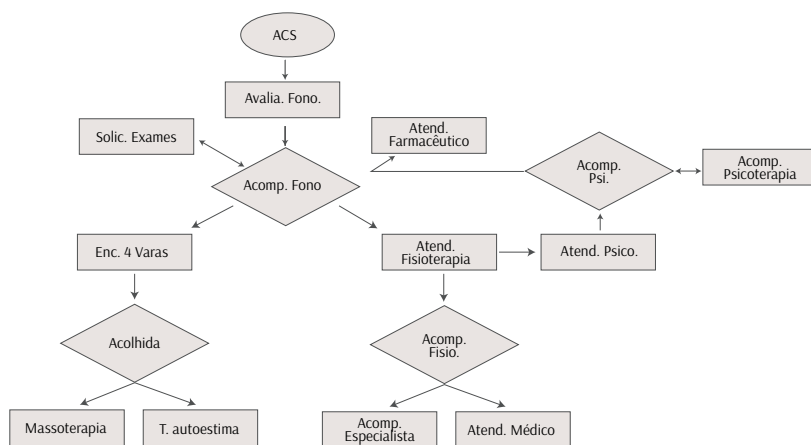 ACS
Avalia. Fono.
Solic. Exames
Atend.
Farmacêutico
Acomp. Fono
Acomp.
Psi.
Acomp.
Psicoterapia
Enc. 4 Varas
Atend.
Fisioterapia
Atend. Psico.
Acolhida
Acomp.
Fisio.
Massoterapia
T. autoestima
Acomp.
Especialista
Atend. Médico